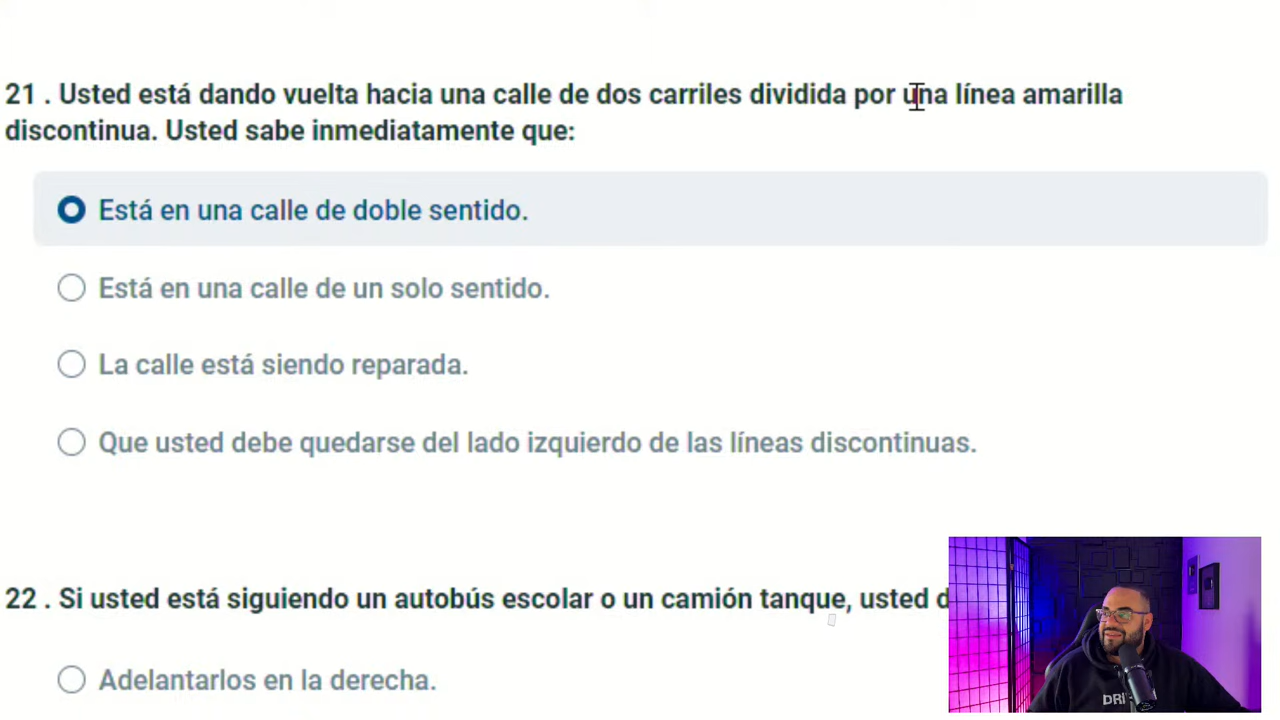 21 . Usted está dando vuelta hacia una calle de dos carriles dividida por una línea amarilla
discontinua. Usted sabe inmediatamente que:
Está en una calle de doble sentido.
Está en una calle de un solo sentido.
La calle está siendo reparada.
Que usted debe quedarse del lado izquierdo de las líneas discontinuas.
22 . Si usted está siguiendo un autobús escolar o un camión tanque, usted d
Adelantarlos en la derecha.